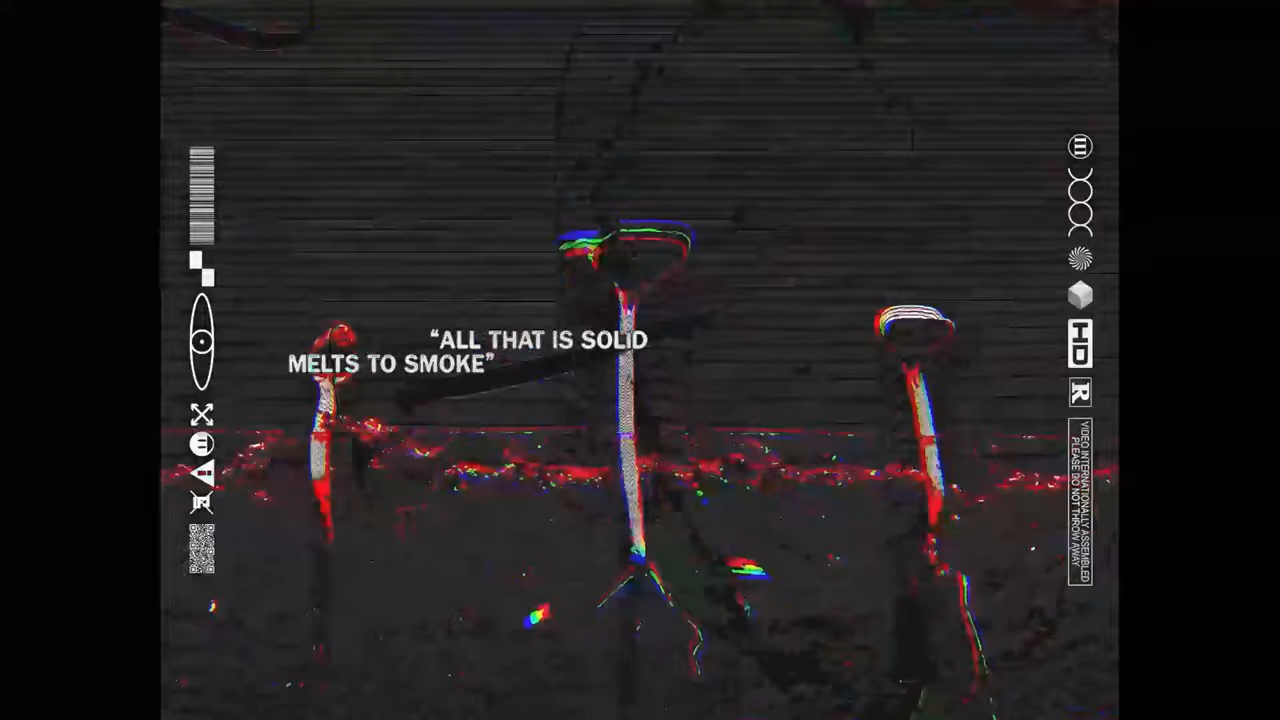 “ALL THAT IS SOLID
MELTS TO SMOKE”
HD
R
VIDEO INTERNATIONALLY ASSEMBLED
PLEASE DO NOT THROW AWAY